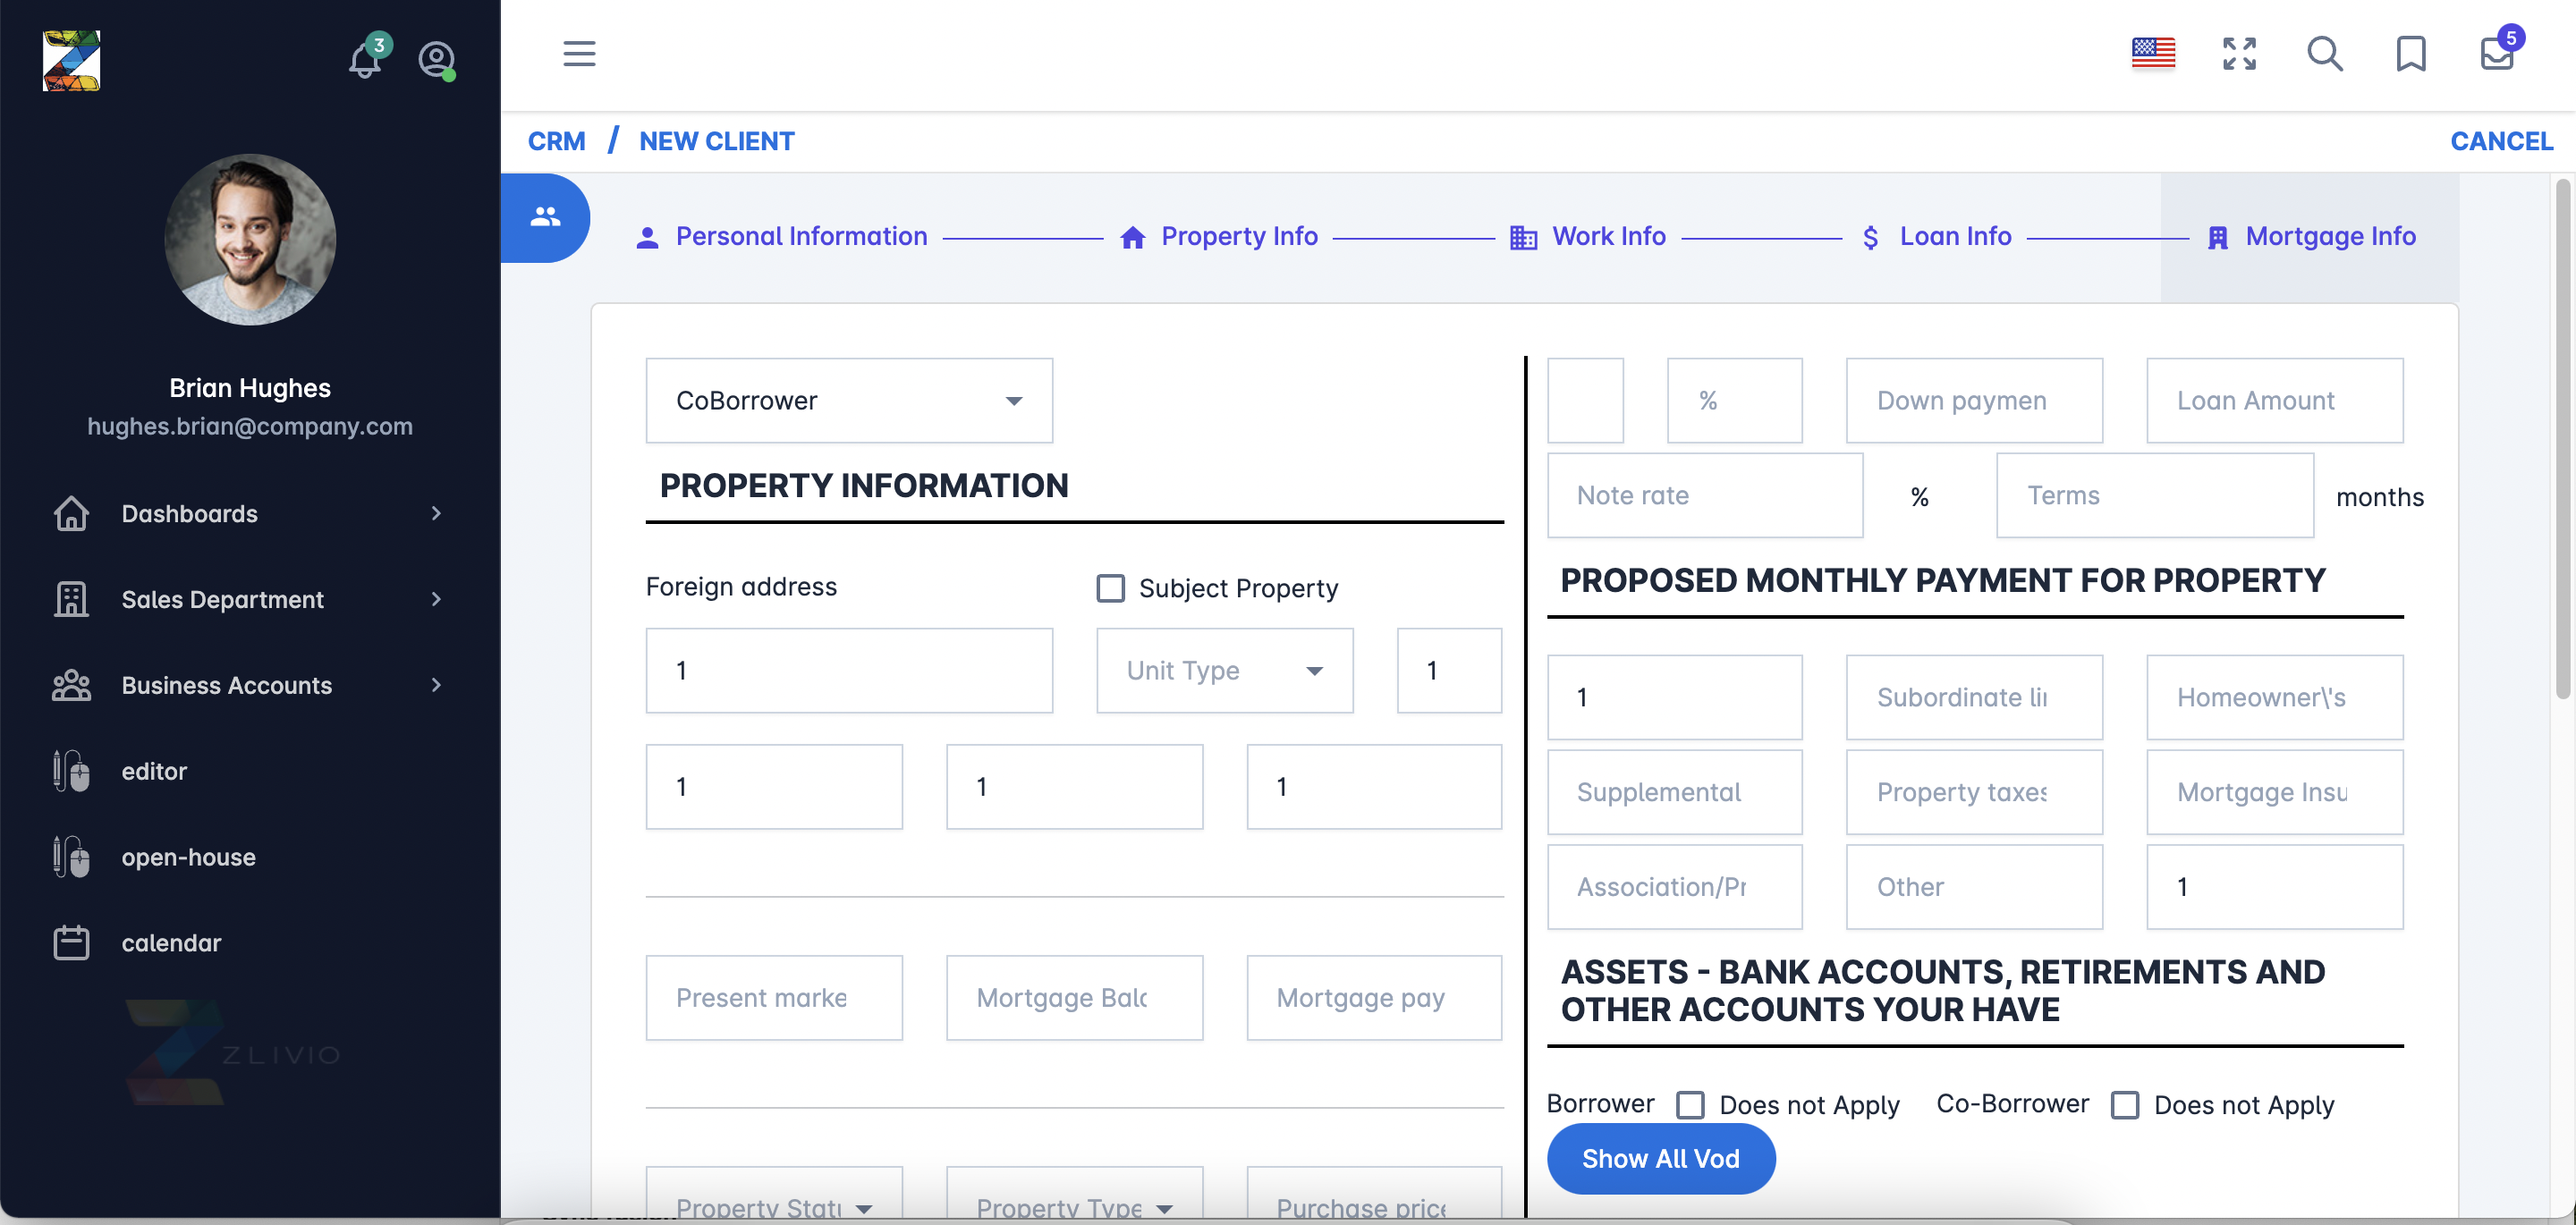 3
5
CRM / NEW CLIENT
CANCEL
Brian Hughes
hughes.brian@company.com
Dashboards
Sales Department
Business Accounts
editor
open-house
calendar
ZLIVIO
Personal Information
Property Info
Work Info
Loan Info
Mortgage Info
CoBorrower
PROPERTY INFORMATION
Foreign address
Subject Property
1
Unit Type
1
1
1
1
Present marke
Mortgage Balc
Mortgage pay
Property Statu
Property Type
Purchase price
%
Down paymen
Loan Amount
Note rate
%
Terms
months
PROPOSED MONTHLY PAYMENT FOR PROPERTY
1
Subordinate lii
Homeowner\'s
Supplemental
Property taxes
Mortgage Insu
Association/Pr
Other
1
ASSETS - BANK ACCOUNTS, RETIREMENTS AND
OTHER ACCOUNTS YOUR HAVE
Borrower
Does not Apply
Co-Borrower
Does not Apply
Show All Vod